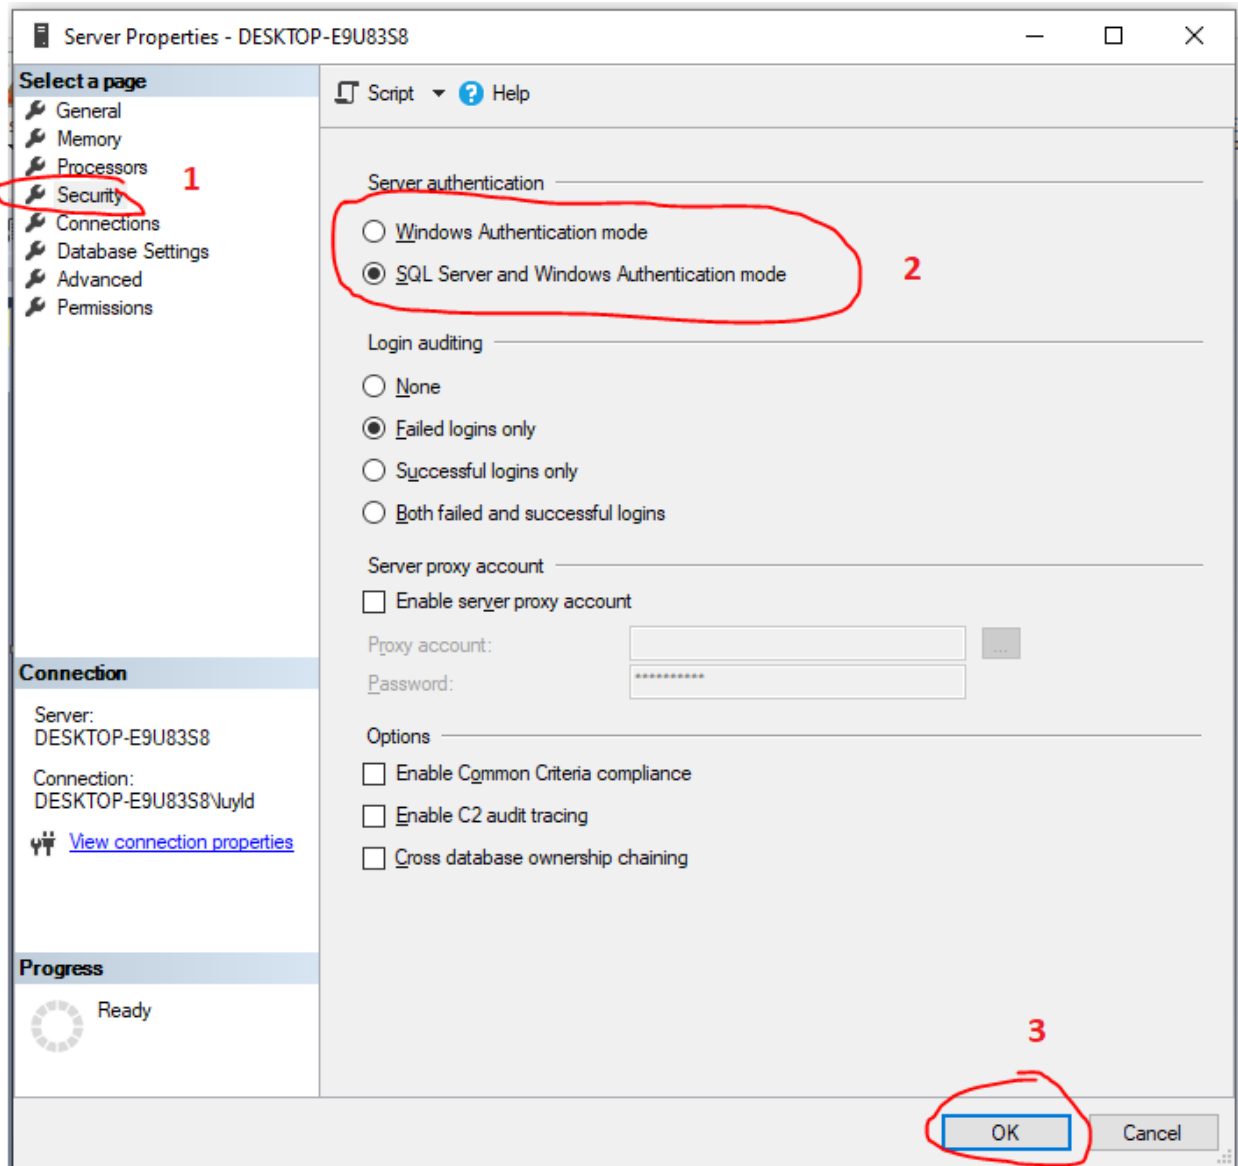 Server Properties - DESKTOP-E9U83S8
Select a page
General
Memory
Processors
1
Security
Connections
Database Settings
Advanced
Permissions
Script
Help
Server authentication
Windows Authentication mode
SQL Server and Windows Authentication mode
2
Login auditing
None
Failed logins only
Successful logins only
Both failed and successful logins
Server proxy account
Enable server proxy account
Proxy account:
...
Password:
**********
Options
Enable Common Criteria compliance
Enable C2 audit tracing
Cross database ownership chaining
Connection
Server:
DESKTOP-E9U83S8
Connection:
DESKTOP-E9U83S8\luyld
View connection properties
Progress
Ready
3
OK
Cancel